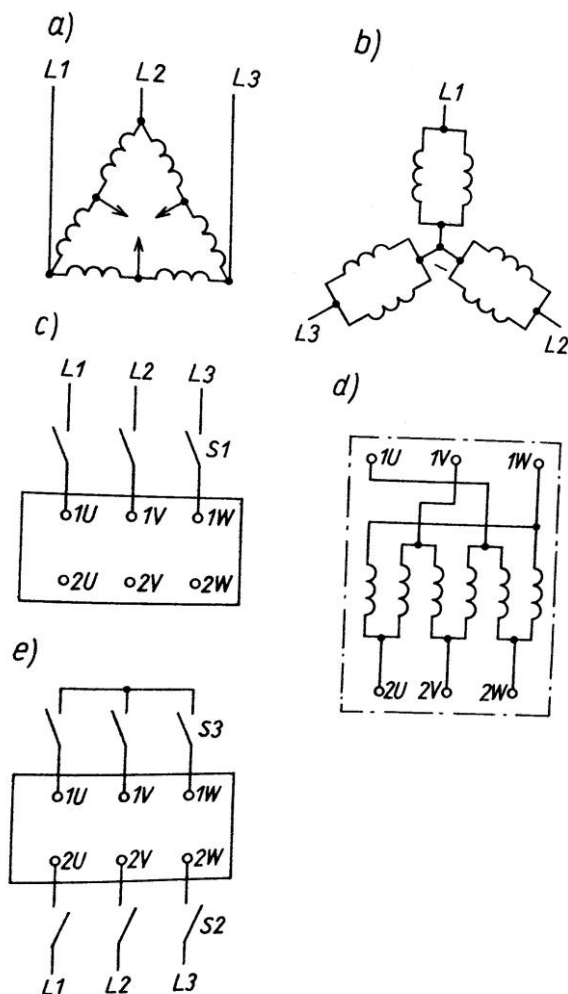 a)
L1 L2 L3
b)
L1
L3
L2
c)
L1 L2 L3
S1
1U 1V 1W
2U 2V 2W
d)
1U 1V 1W
2U 2V 2W
e)
S3
1U 1V 1W
2U 2V 2W
S2
L1 L2 L3